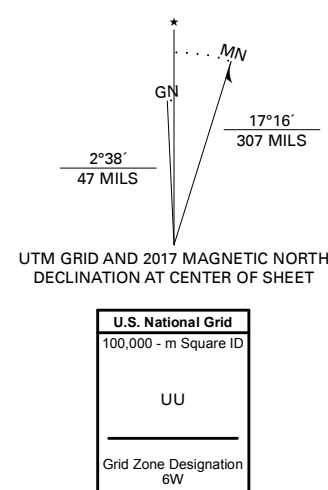 ★
MN
GN
17°16´
307 MILS
2°38´
47 MILS
UTM GRID AND 2017 MAGNETIC NORTH
DECLINATION AT CENTER OF SHEET
U.S. National Grid
100,000 - m Square ID
UU
Grid Zone Designation
6W